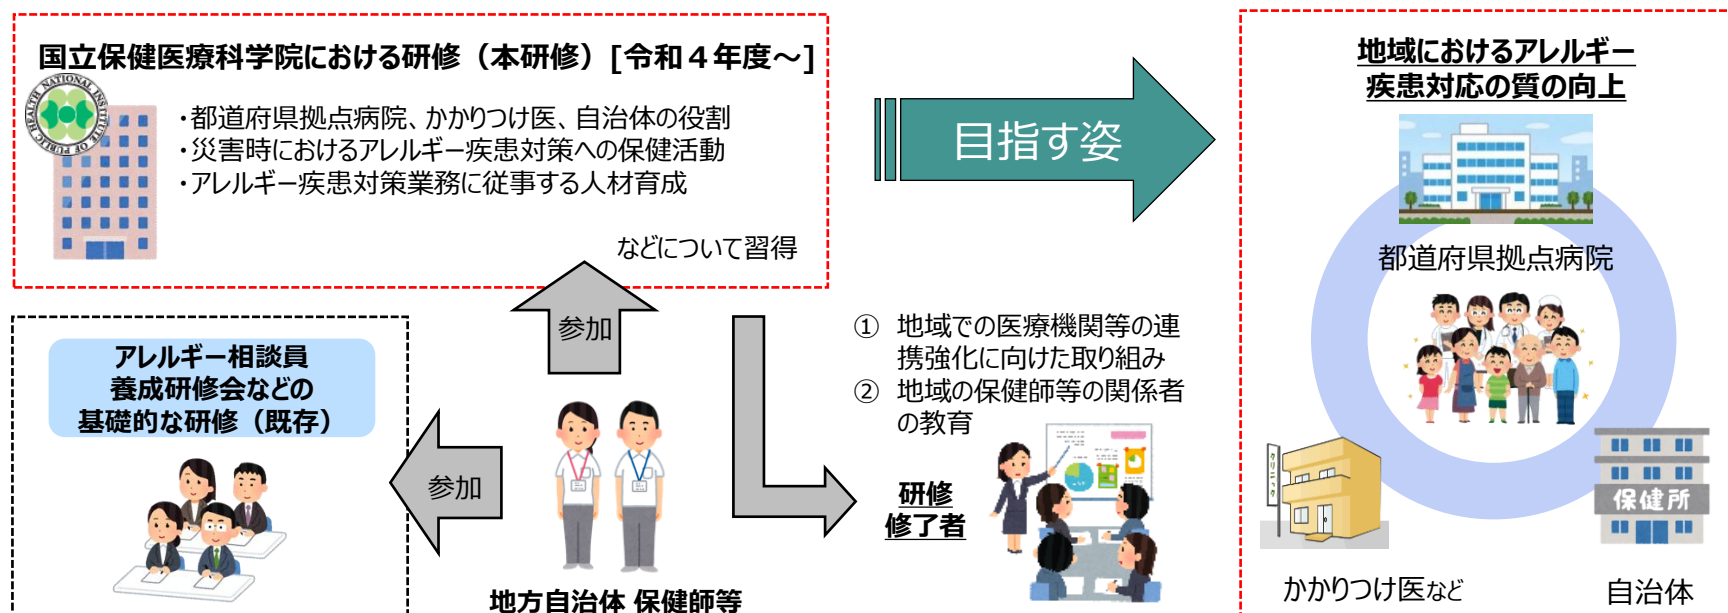 国立保健医療科学院における研修（本研修）[令和４年度～]
NATIONAL INSTITUTE OF PUBLIC HEALTH
・都道府県拠点病院、かかりつけ医、自治体の役割
・災害時におけるアレルギー疾患対策への保健活動
・アレルギー疾患対策業務に従事する人材育成
などについて習得
参加
アレルギー相談員
養成研修会などの
基礎的な研修（既存）
参加
地方自治体 保健師等
① 地域での医療機関等の連
携強化に向けた取り組み
② 地域の保健師等の関係者
の教育
研修
修了者
目指す姿
地域におけるアレルギー
疾患対応の質の向上
都道府県拠点病院
クリニック
かかりつけ医など
保健所
自治体